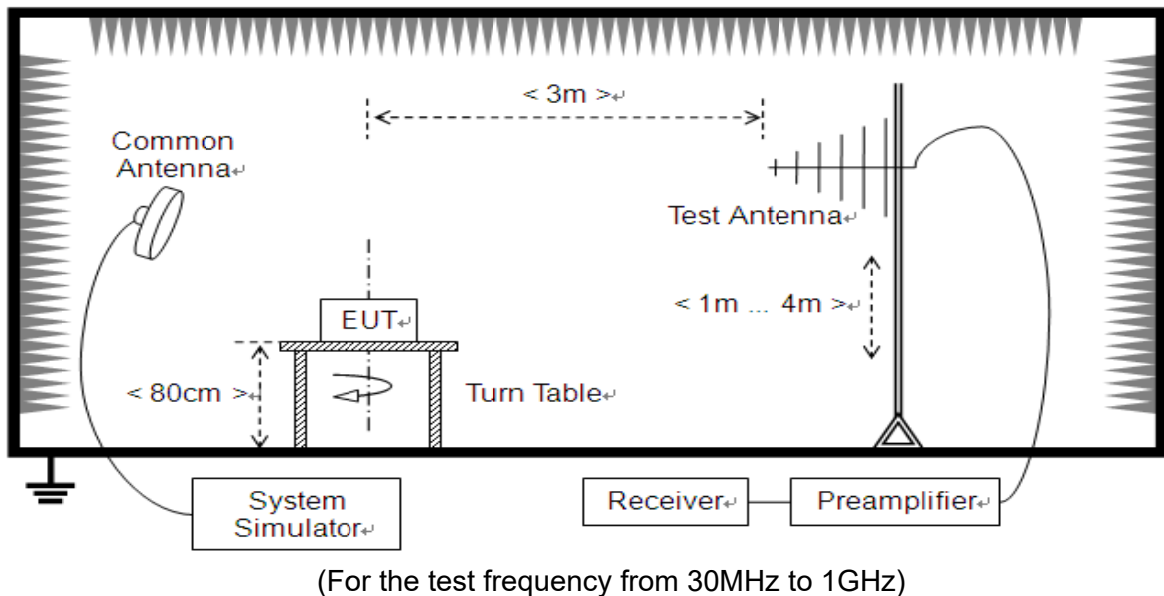 < 3m >↵
Common
Antenna↵
Test Antenna↵
< 1m ... 4m >↵
EUT↵
< 80cm >↵
Turn Table↵
System
Simulator↵
Receiver↵
Preamplifier↵
(For the test frequency from 30MHz to 1GHz)